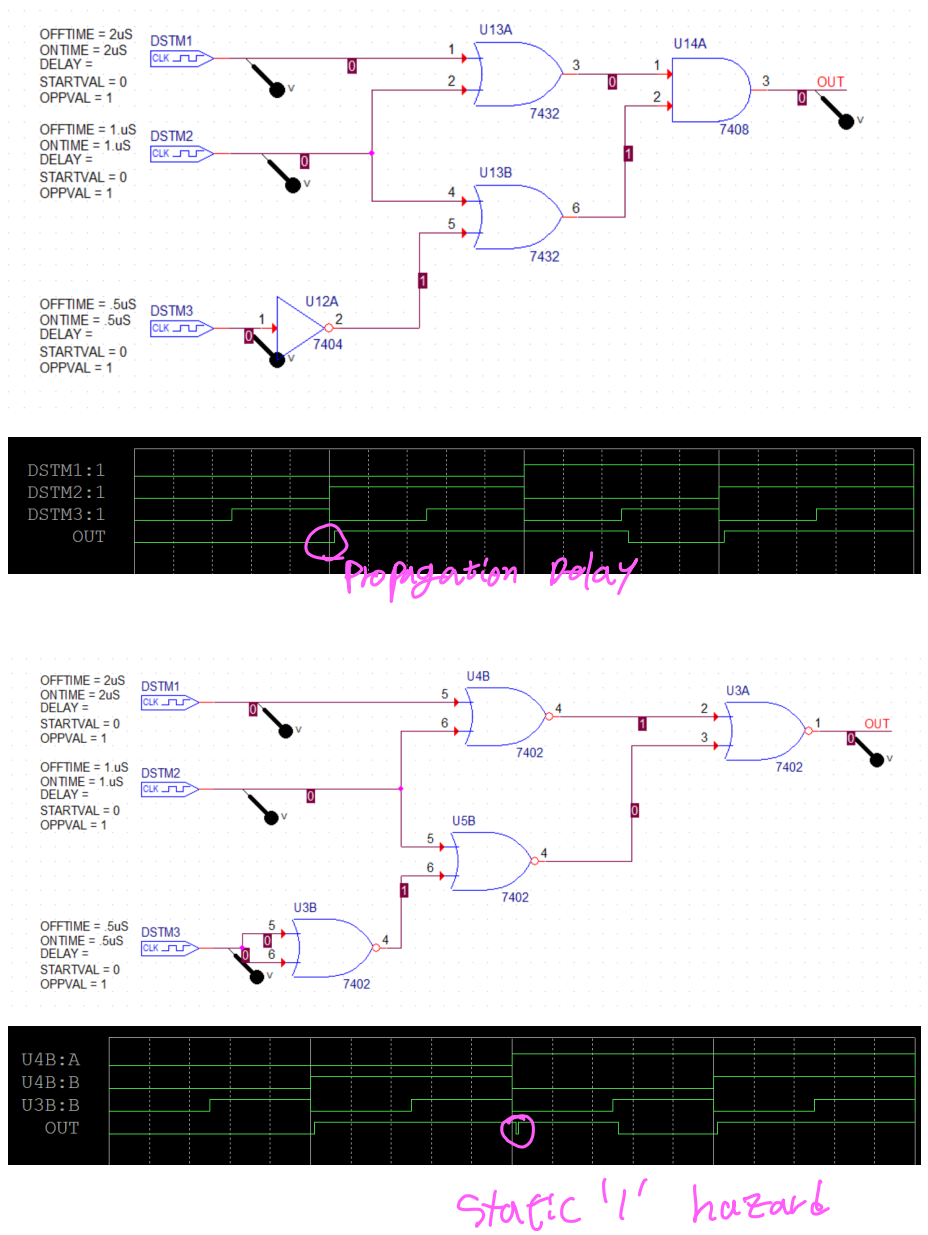 OFFTIME = 2uS
ONTIME = 2uS
DELAY =
STARTVAL = 0
OPPVAL = 1
DSTM1
CLK
0
V
1
2
U13A
3
7432
0
1
2
U14A
3
7408
OUT
0
V
OFFTIME = 1.uS
ONTIME = 1.uS
DELAY =
STARTVAL = 0
OPPVAL = 1
DSTM2
CLK
0
V
4
5
U13B
6
7432
1
1
OFFTIME = .5uS
ONTIME = .5uS
DELAY =
STARTVAL = 0
OPPVAL = 1
DSTM3
CLK
0
V
1
U12A
2
7404
DSTM1:1
DSTM2:1
DSTM3:1
OUT
Propagation Delay
OFFTIME = 2uS
ONTIME = 2uS
DELAY =
STARTVAL = 0
OPPVAL = 1
DSTM1
CLK
0
V
5
6
U4B
4
7402
1
2
3
U3A
1
7402
OUT
0
V
OFFTIME = 1.uS
ONTIME = 1.uS
DELAY =
STARTVAL = 0
OPPVAL = 1
DSTM2
CLK
0
V
5
6
U5B
4
7402
0
1
OFFTIME = .5uS
ONTIME = .5uS
DELAY =
STARTVAL = 0
OPPVAL = 1
DSTM3
CLK
0
0
V
5
6
U3B
4
7402
U4B:A
U4B:B
U3B:B
OUT
Static '1' hazard